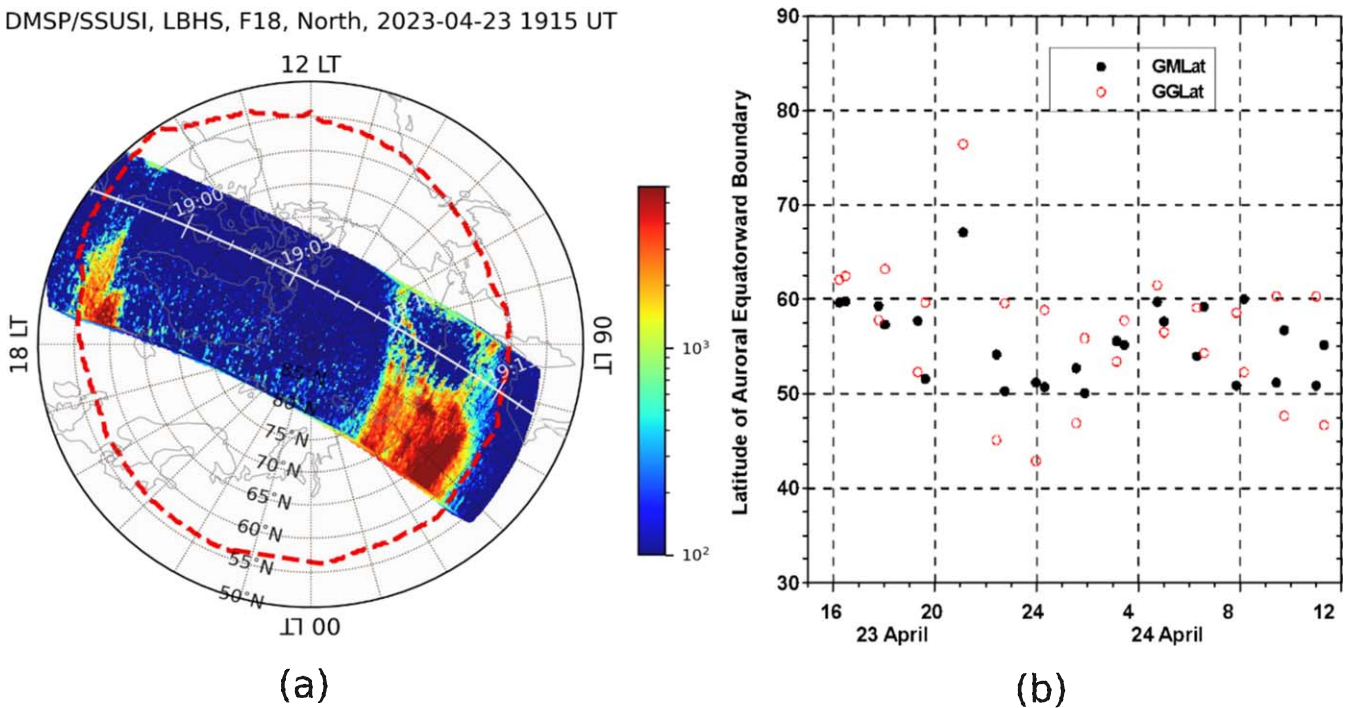 DMSP/SSUSI, LBHS, F18, North, 2023-04-23 1915 UT
12 LT
18 LT
06 LT
00 LT
19:00
19:05
85°N
80°N
75°N
70°N
65°N
60°N
55°N
50°N
10³
10²
(a)
Latitude of Auroral Equatorward Boundary
90
80
70
60
50
40
30
GMLat
GGLat
16 20 24 4 8 12
23 April 24 April
(b)